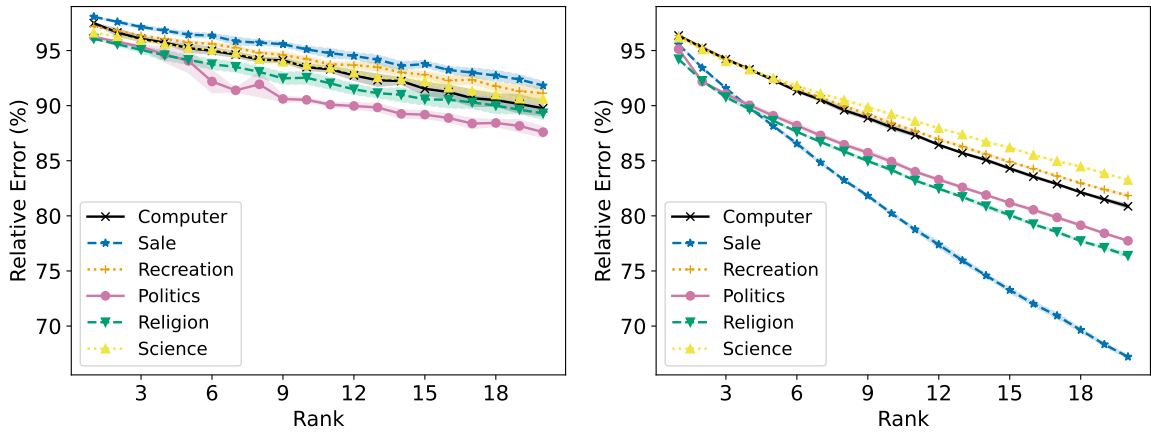 95
90
85
80
75
70
Relative Error (%)
Computer
Sale
Recreation
Politics
Religion
Science
3
6
9
12
15
18
Rank
95
90
85
80
75
70
Relative Error (%)
Computer
Sale
Recreation
Politics
Religion
Science
3
6
9
12
15
18
Rank